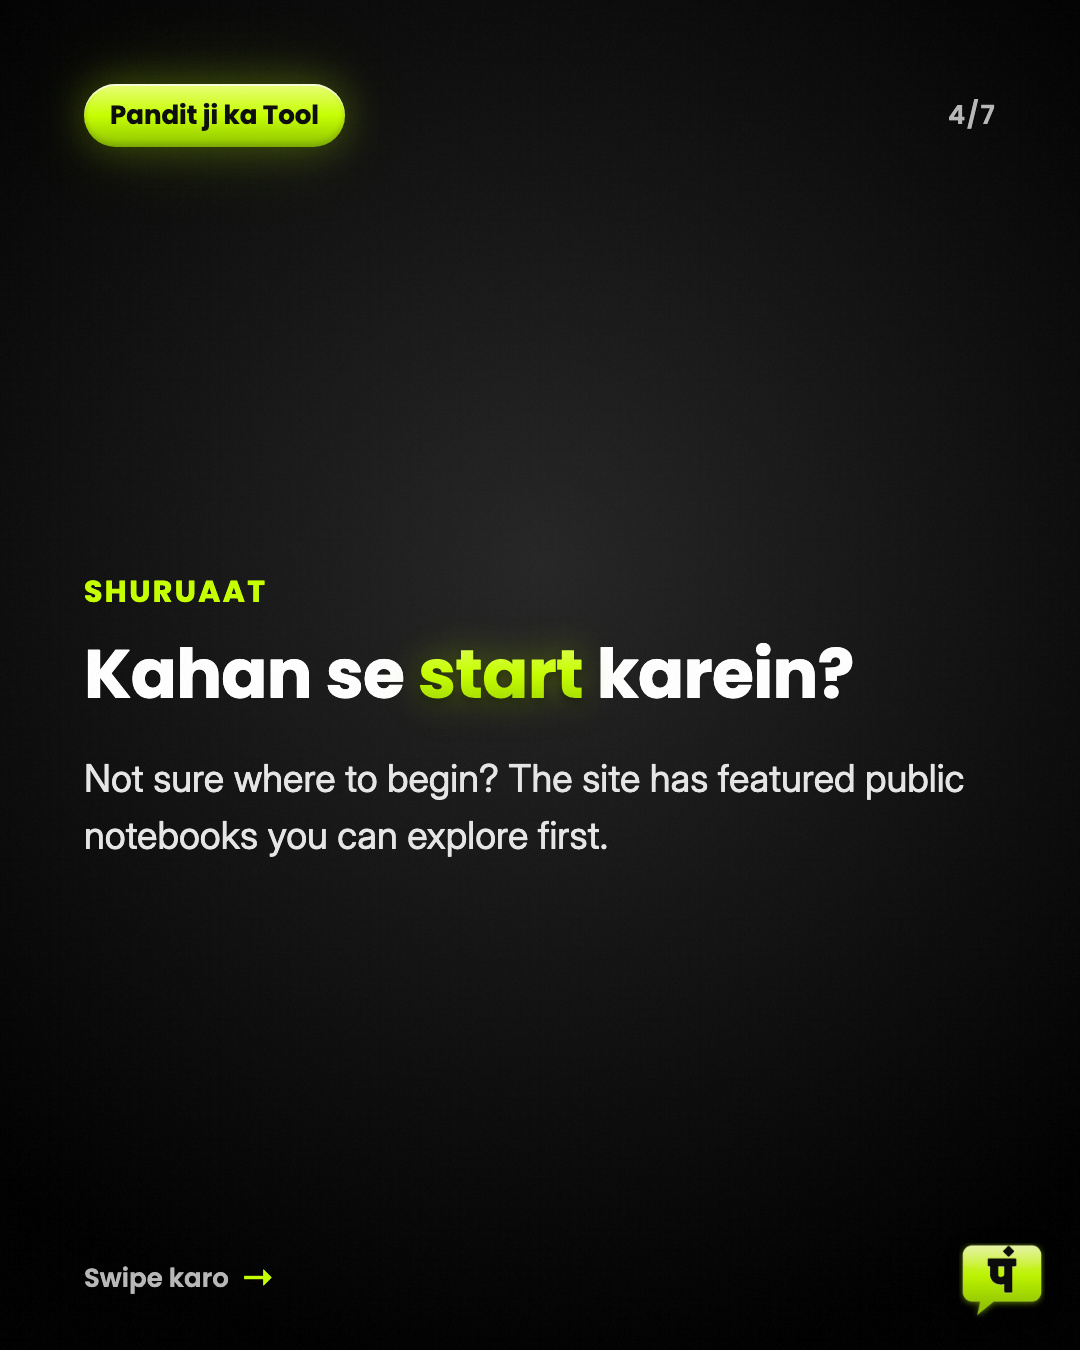 Pandit ji ka Tool
4/7
SHURUAAT
Kahan se start karein?
Not sure where to begin? The site has featured public
notebooks you can explore first.
Swipe karo →
पं